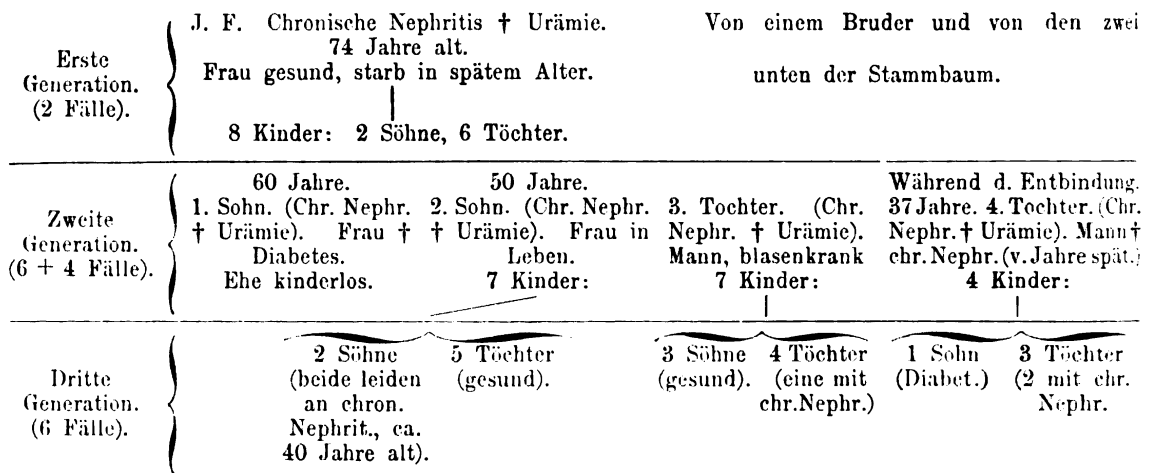 Erste
Generation.
(2 Fälle).
J. F. Chronische Nephritis † Urämie.
74 Jahre alt.
Frau gesund, starb in spätem Alter.
8 Kinder: 2 Söhne, 6 Töchter.
Von einem Bruder und von den zwei
unten der Stammbaum.
Zweite
Generation.
(6 + 4 Fälle).
60 Jahre.
1. Sohn. (Chr. Nephr.
† Urämie). Frau †
Diabetes.
Ehe kinderlos.
50 Jahre.
2. Sohn. (Chr. Nephr.
† Urämie). Frau in
Leben.
7 Kinder:
3. Tochter. (Chr.
Nephr. † Urämie).
Mann, blasenkrank
7 Kinder:
Während d. Entbindung.
37 Jahre. 4. Tochter. (Chr.
Nephr. † Urämie). Mann †
chr. Nephr. (v. Jahre spät.)
4 Kinder:
Dritte
Generation.
(6 Fälle).
2 Söhne
(beide leiden
an chron.
Nephrit., ca.
40 Jahre alt).
5 Töchter
(gesund).
3 Söhne
(gesund).
4 Töchter
(eine mit
chr. Nephr.)
1 Sohn
(Diabet.)
3 Töchter
(2 mit chr.
Nephr.